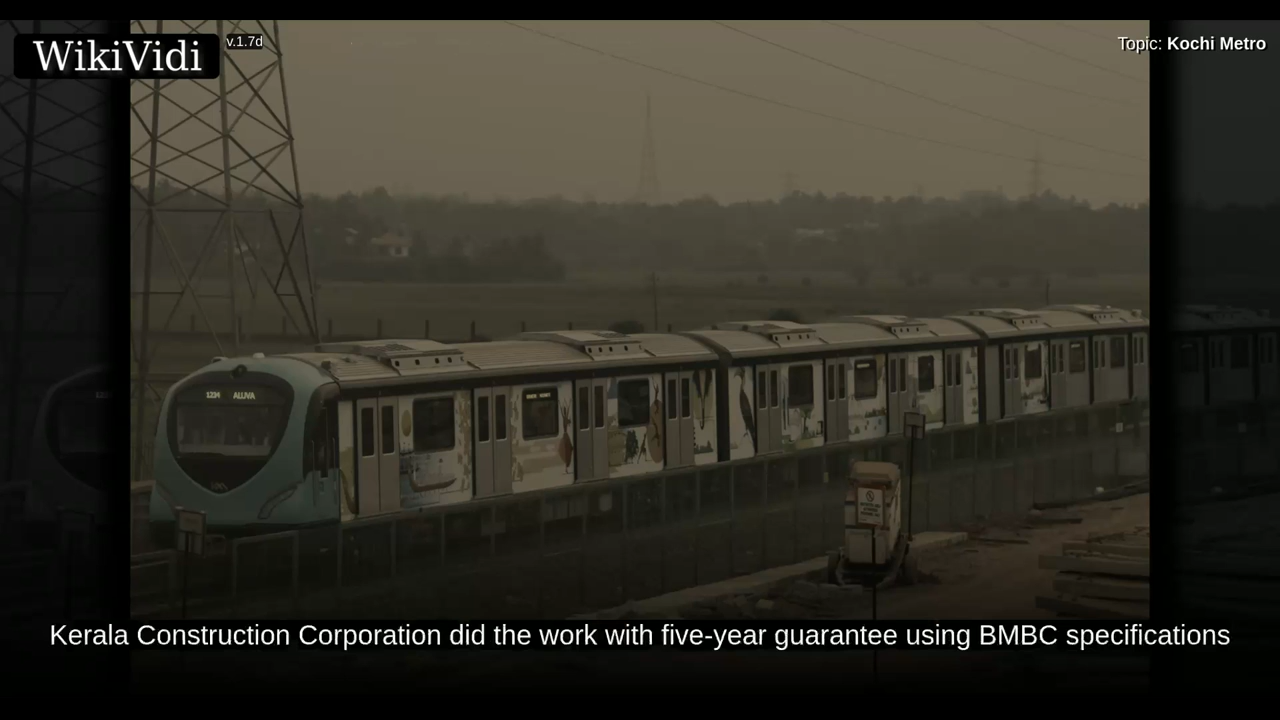 WikiVidi
v.1.7d
Topic: Kochi Metro
1234 ALUVA
Kerala Construction Corporation did the work with five-year guarantee using BMBC specifications